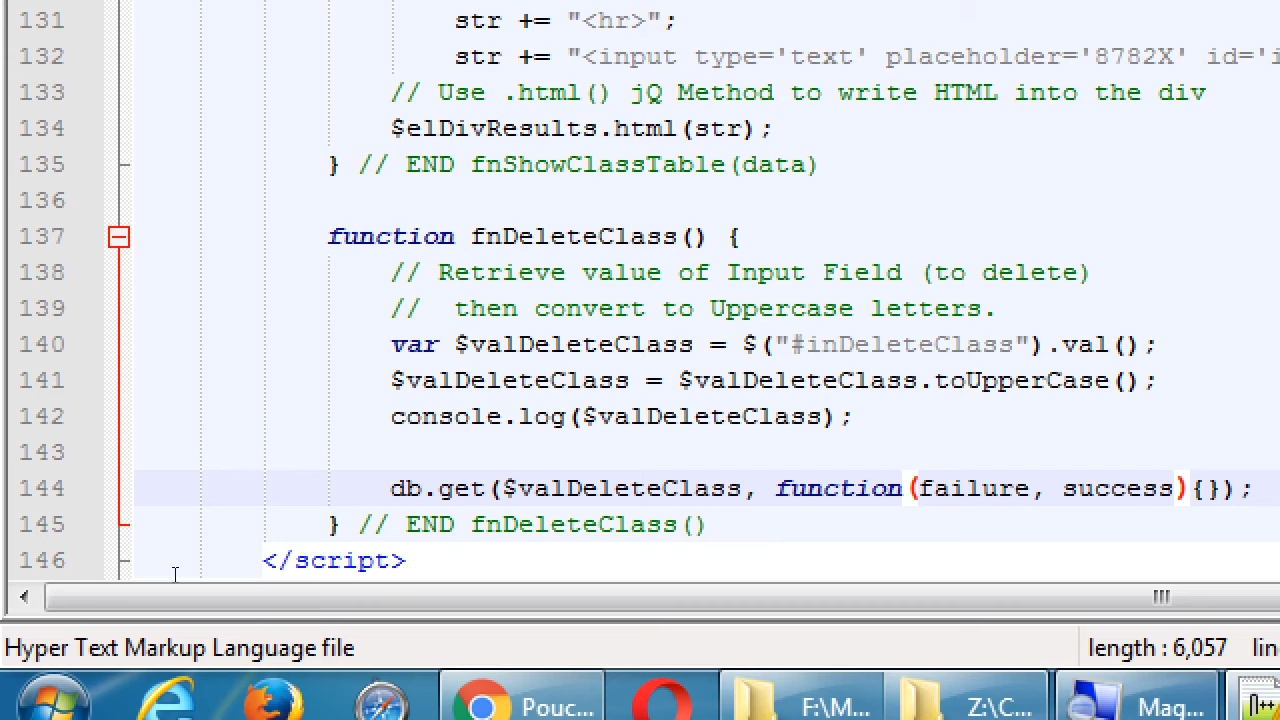 131 str += "<hr>";
132 str += "<input type='text' placeholder='8782X' id='i
133 // Use .html() jQ Method to write HTML into the div
134 $elDivResults.html(str);
135 } // END fnShowClassTable(data)
136
137 function fnDeleteClass() {
138 // Retrieve value of Input Field (to delete)
139 //  then convert to Uppercase letters.
140 var $valDeleteClass = $("#inDeleteClass").val();
141 $valDeleteClass = $valDeleteClass.toUpperCase();
142 console.log($valDeleteClass);
143
144 db.get($valDeleteClass, function(failure, success){});
145 } // END fnDeleteClass()
146 </script>
Hyper Text Markup Language file length : 6,057 lin
Pouc... F:\M... Z:\C... Mag...